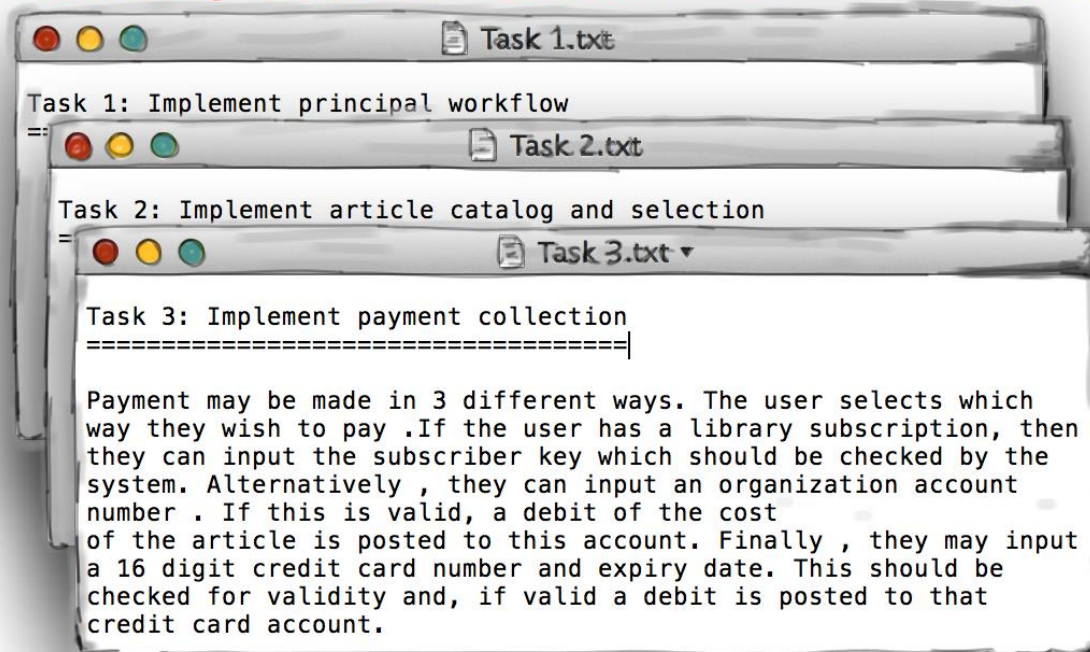 Task 1.txt
Task 1: Implement principal workflow
==
Task 2.txt
Task 2: Implement article catalog and selection
=
Task 3.txt
Task 3: Implement payment collection
====================================
Payment may be made in 3 different ways. The user selects which
way they wish to pay .If the user has a library subscription, then
they can input the subscriber key which should be checked by the
system. Alternatively , they can input an organization account
number . If this is valid, a debit of the cost
of the article is posted to this account. Finally , they may input
a 16 digit credit card number and expiry date. This should be
checked for validity and, if valid a debit is posted to that
credit card account.